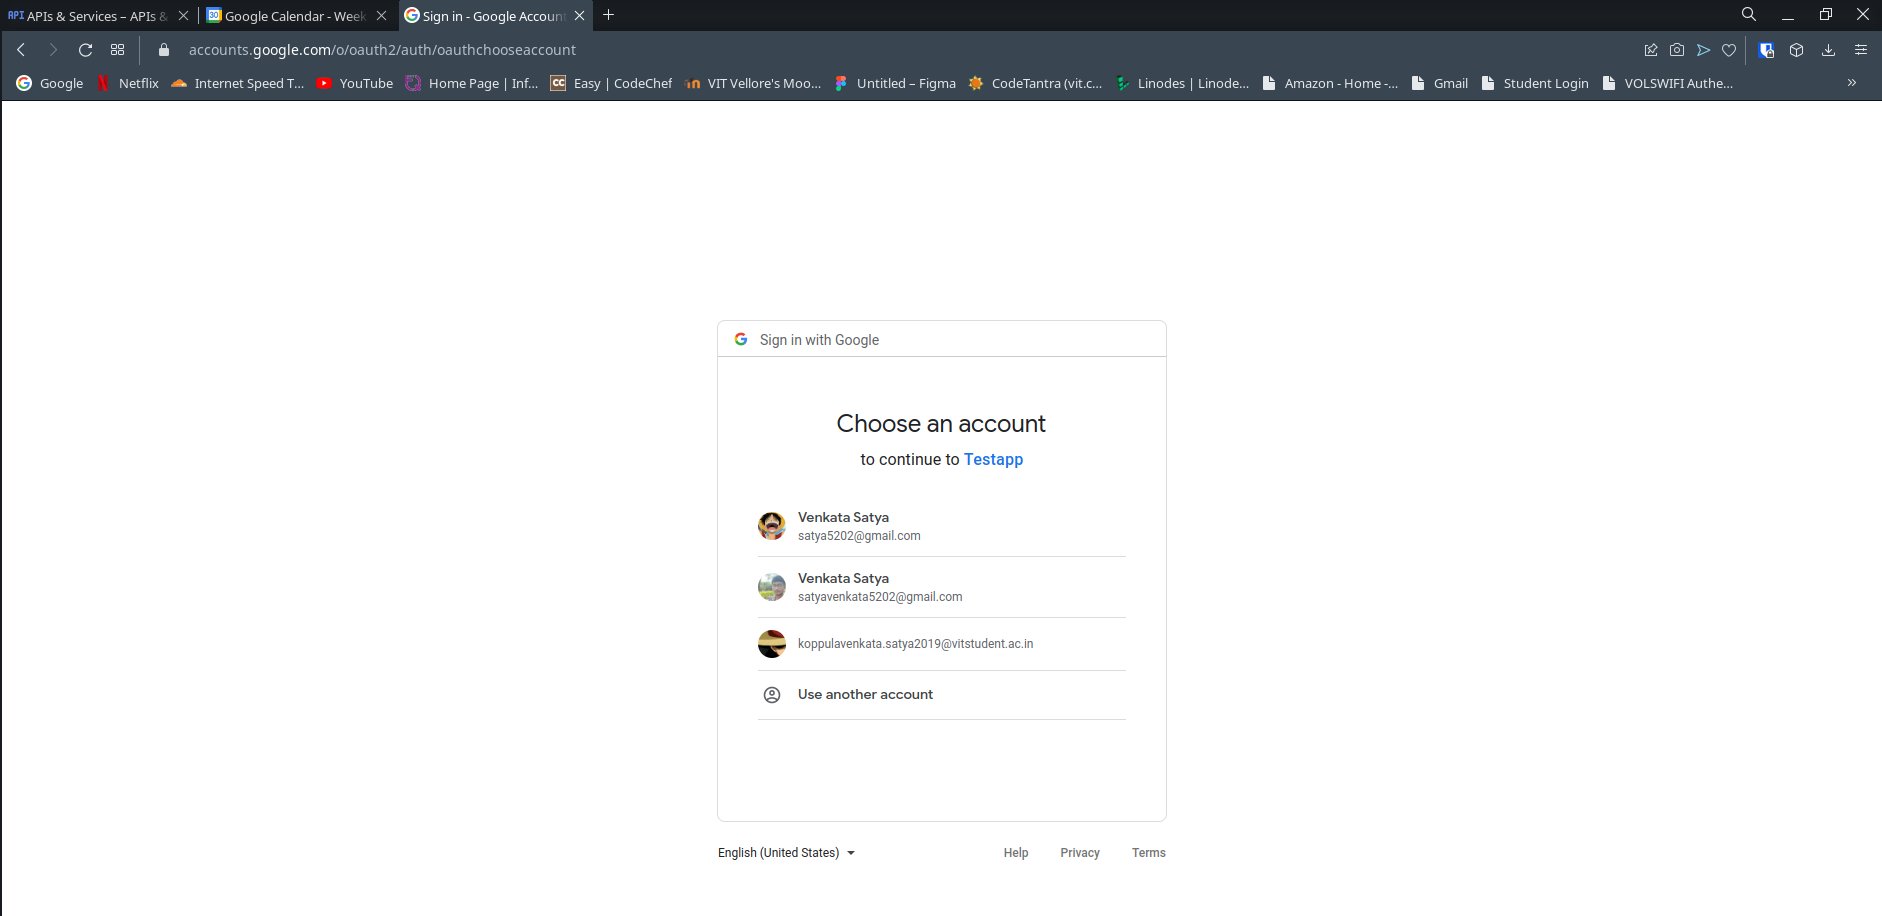 API APIs & Services – APIs & Google Calendar - Week Sign in - Google Account
accounts.google.com/o/oauth2/auth/oauthchooseaccount
Google Netflix Internet Speed T... YouTube Home Page | Inf... CC Easy | CodeChef VIT Vellore's Moo... Untitled – Figma CodeTantra (vit.c... Linodes | Linode... Amazon - Home -... Gmail Student Login VOLSWIFI Authe...
Sign in with Google
Choose an account
to continue to Testapp
Venkata Satya
satya5202@gmail.com
Venkata Satya
satyavenkata5202@gmail.com
koppulavenkata.satya2019@vitstudent.ac.in
Use another account
English (United States) Help Privacy Terms